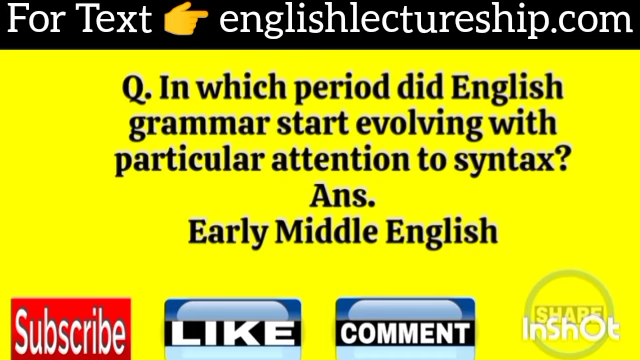 For Text 👉 englishlectureship.com
Q. In which period did English
grammar start evolving with
particular attention to syntax?
Ans.
Early Middle English
Subscribe
LIKE
COMMENT
SHARE
InShOt